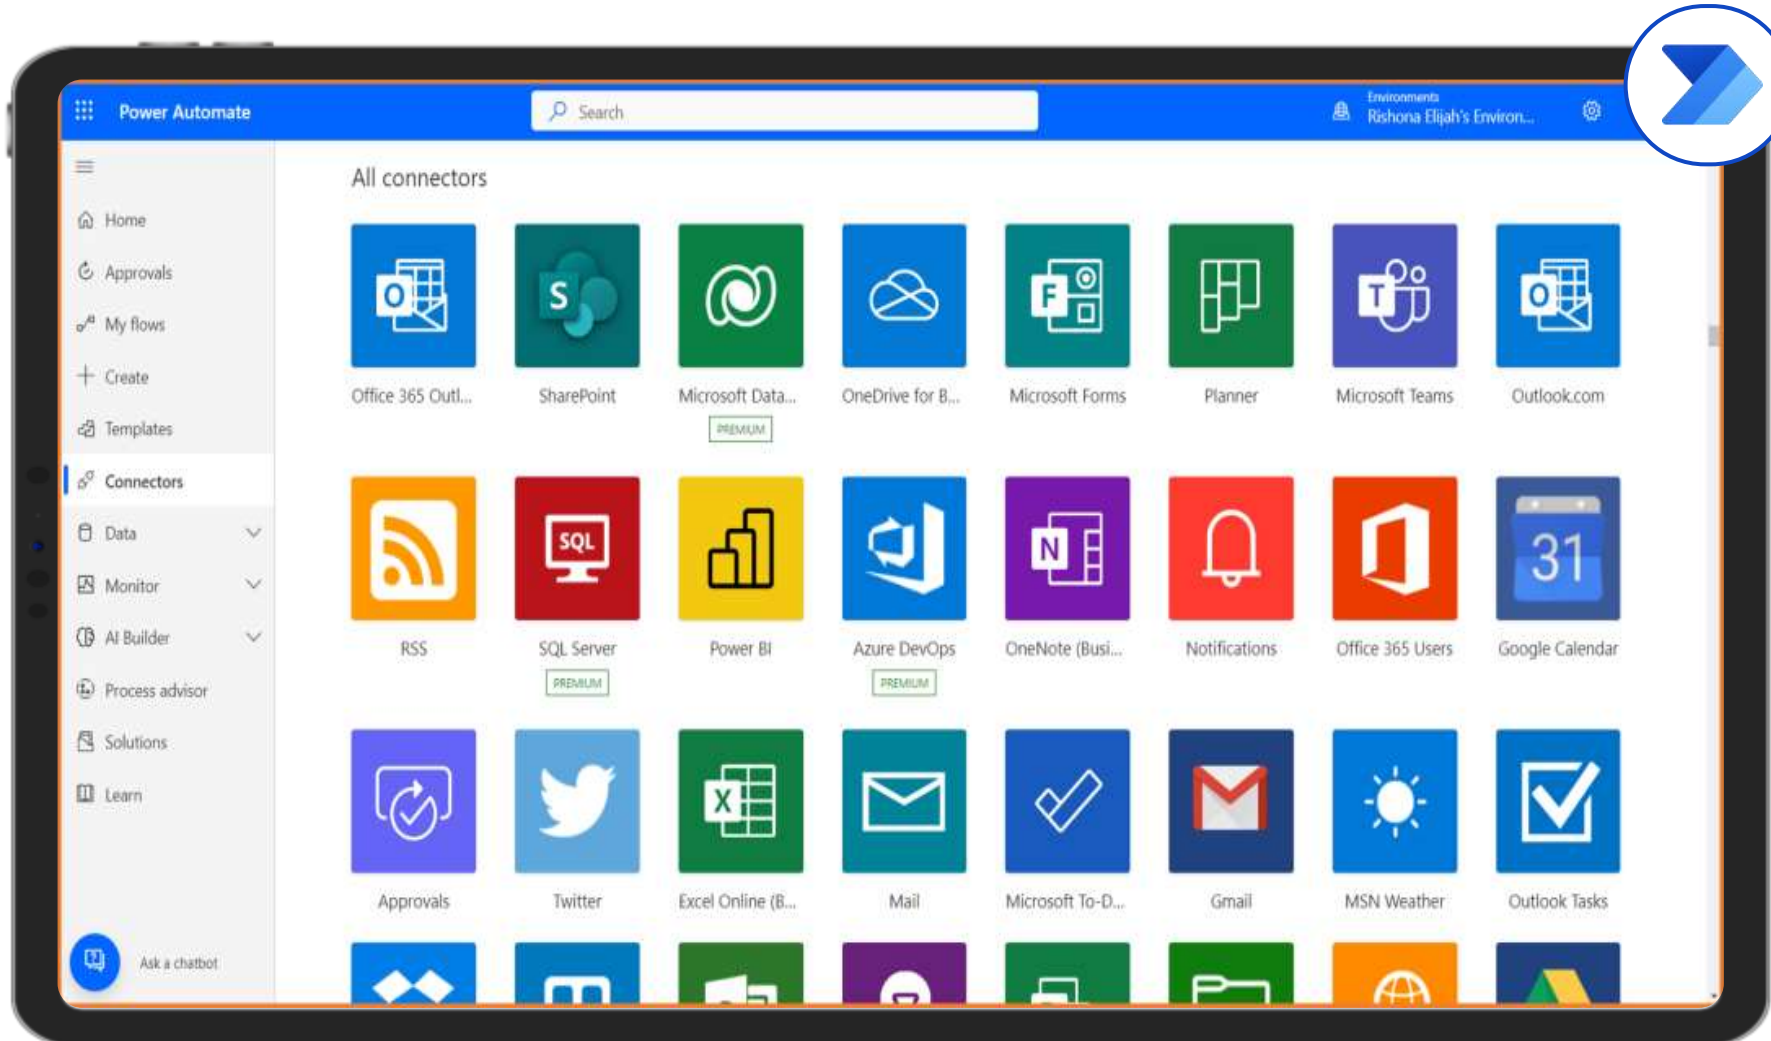 Power Automate
Search
Environments
Rishona Elijah's Environ...
Home
Approvals
My flows
Create
Templates
Connectors
Data
Monitor
AI Builder
Process advisor
Solutions
Learn
Ask a chatbot
All connectors
O S F T O
Office 365 Outl... SharePoint Microsoft Data... OneDrive for B... Microsoft Forms Planner Microsoft Teams Outlook.com
PREMIUM
SQL N 31
RSS SQL Server Power BI Azure DevOps OneNote (Busi... Notifications Office 365 Users Google Calendar
PREMIUM PREMIUM
X
Approvals Twitter Excel Online (B... Mail Microsoft To-D... Gmail MSN Weather Outlook Tasks